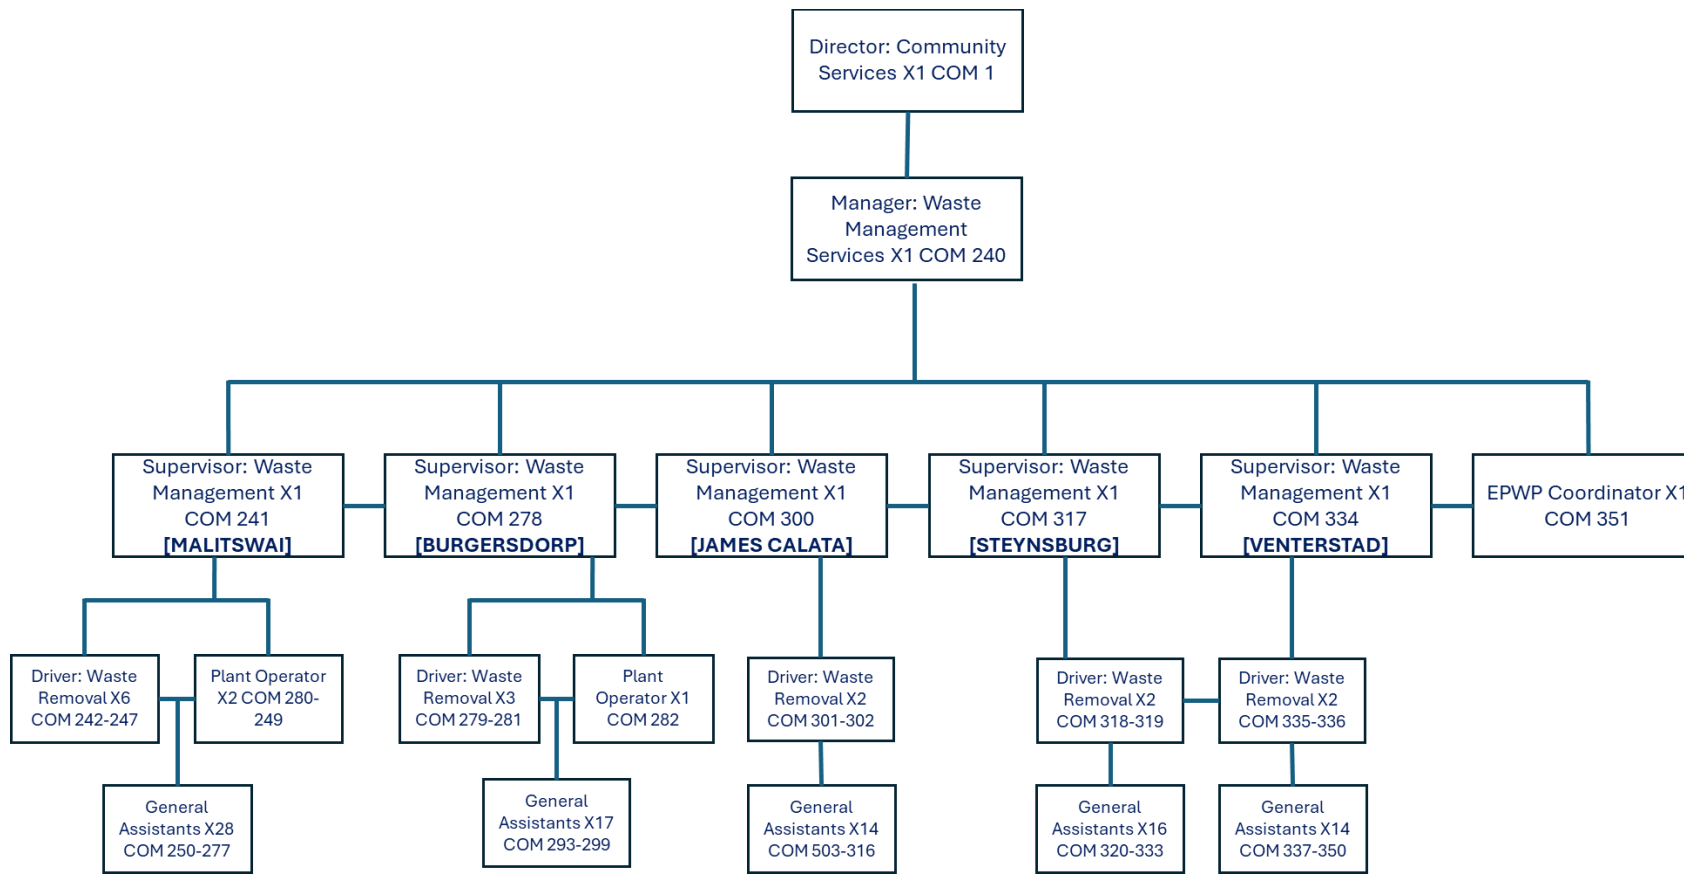 Director: Community
Services X1 COM 1
Manager: Waste
Management
Services X1 COM 240
Supervisor: Waste
Management X1
COM 241
[MALITSWAI]
Supervisor: Waste
Management X1
COM 278
[BURGERSDORP]
Supervisor: Waste
Management X1
COM 300
[JAMES CALATA]
Supervisor: Waste
Management X1
COM 317
[STEYNSBURG]
Supervisor: Waste
Management X1
COM 334
[VENTERSTAD]
EPWP Coordinator X1
COM 351
Driver: Waste
Removal X6
COM 242-247
Plant Operator
X2 COM 280-
249
Driver: Waste
Removal X3
COM 279-281
Plant
Operator X1
COM 282
Driver: Waste
Removal X2
COM 301-302
Driver: Waste
Removal X2
COM 318-319
Driver: Waste
Removal X2
COM 335-336
General
Assistants X28
COM 250-277
General
Assistants X17
COM 293-299
General
Assistants X14
COM 503-316
General
Assistants X16
COM 320-333
General
Assistants X14
COM 337-350